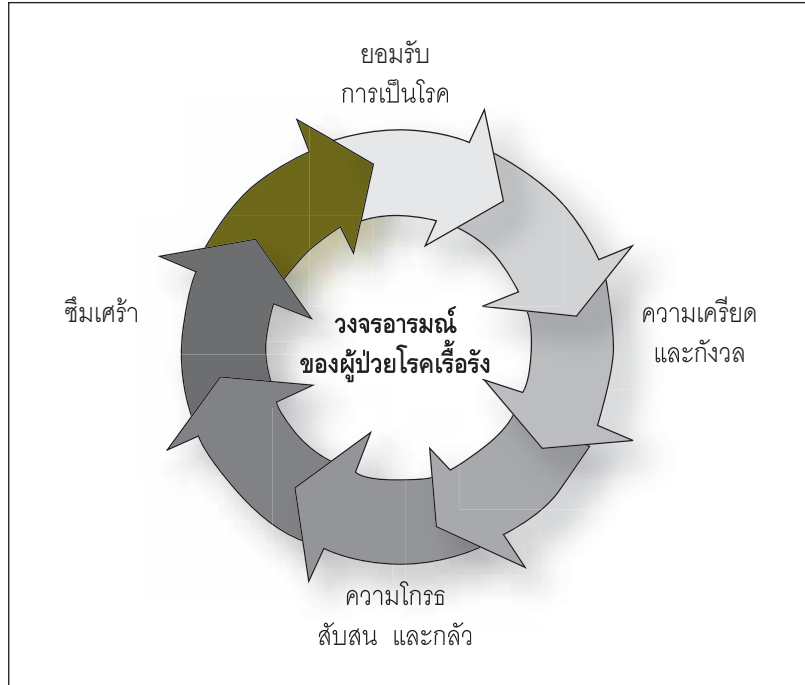 ยอมรับ
การเป็นโรค
ซึมเศร้า
วงจรอารมณ์
ของผู้ป่วยโรคเรื้อรัง
ความเครียด
และกังวล
ความโกรธ
สับสน และกลัว